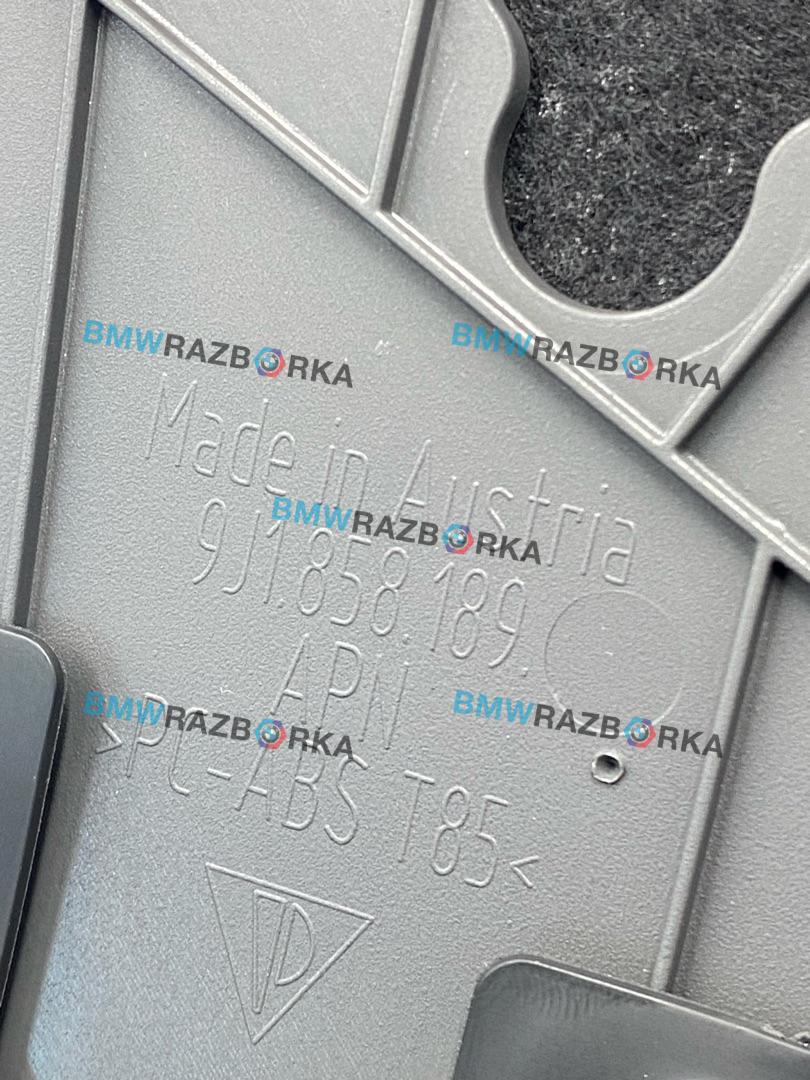 BMWRAZBORKA BMWRAZBORKA
Made in Austria
BMWRAZBORKA
9J1.858.189.
APN
BMWRAZBORKA BMWRAZBORKA
>PC-ABS T85<